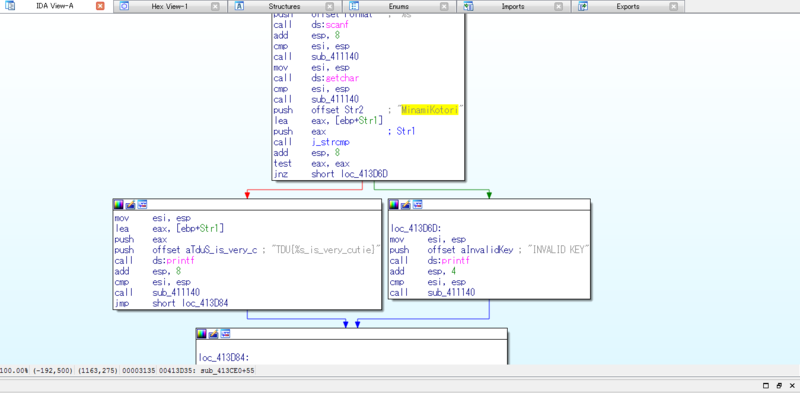 IDA View-A
Hex View-1
Structures
Enums
Imports
Exports
push offset Format ; "%s"
call ds:scanf
add esp, 8
cmp esi, esp
call sub_411140
mov esi, esp
call ds:getchar
cmp esi, esp
call sub_411140
push offset Str2 ; "MinamiKotori"
lea eax, [ebp+Str1]
push eax ; Str1
call j_strcmp
add esp, 8
test eax, eax
jnz short loc_413D6D
mov esi, esp
lea eax, [ebp+Str1]
push eax
push offset aTduS_is_very_c ; "TDU{%s_is_very_cutie}"
call ds:printf
add esp, 8
cmp esi, esp
call sub_411140
jmp short loc_413D84
loc_413D6D:
mov esi, esp
push offset aInvalidKey ; "INVALID KEY"
call ds:printf
add esp, 4
cmp esi, esp
call sub_411140
loc_413D84:
100.00% (-192,500) (1163,275) 00003135 00413D35: sub_413CE0+55